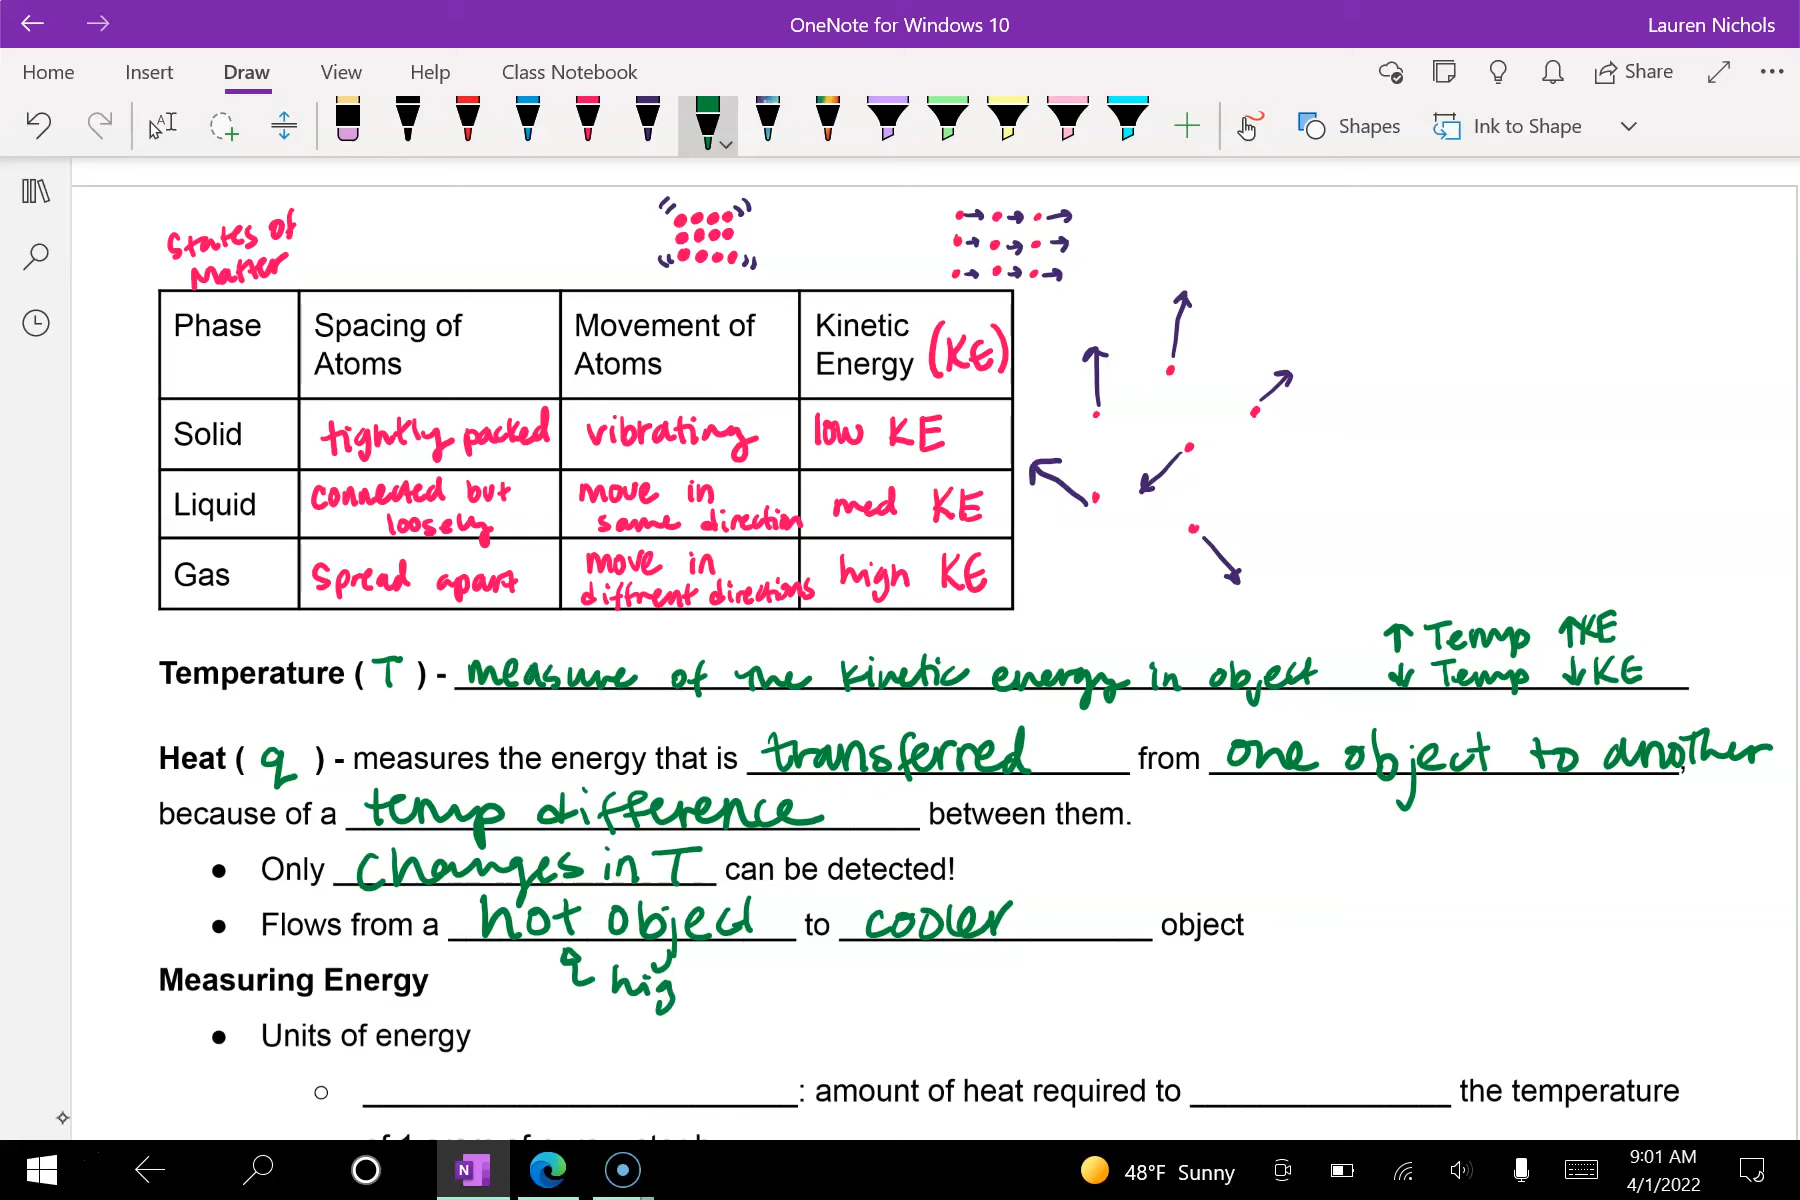 OneNote for Windows 10
Lauren Nichols
Home Insert Draw View Help Class Notebook
Share
Shapes
Ink to Shape
States of
Matter
Phase
Spacing of
Atoms
Movement of
Atoms
Kinetic
Energy (KE)
Solid
tightly packed
vibrating
low KE
Liquid
connected but
loosely
move in
same direction
med KE
Gas
spread apart
move in
diffrent directions
high KE
↑ Temp ↑KE
Temperature ( T ) - measure of the kinetic energy in object ↓ Temp ↓KE
Heat ( q ) - measures the energy that is transferred from one object to another,
because of a temp difference between them.
● Only changes in T can be detected!
● Flows from a hot object to cooler object
q hig
Measuring Energy
● Units of energy
○ ____: amount of heat required to ____ the temperature
48°F Sunny
9:01 AM
4/1/2022